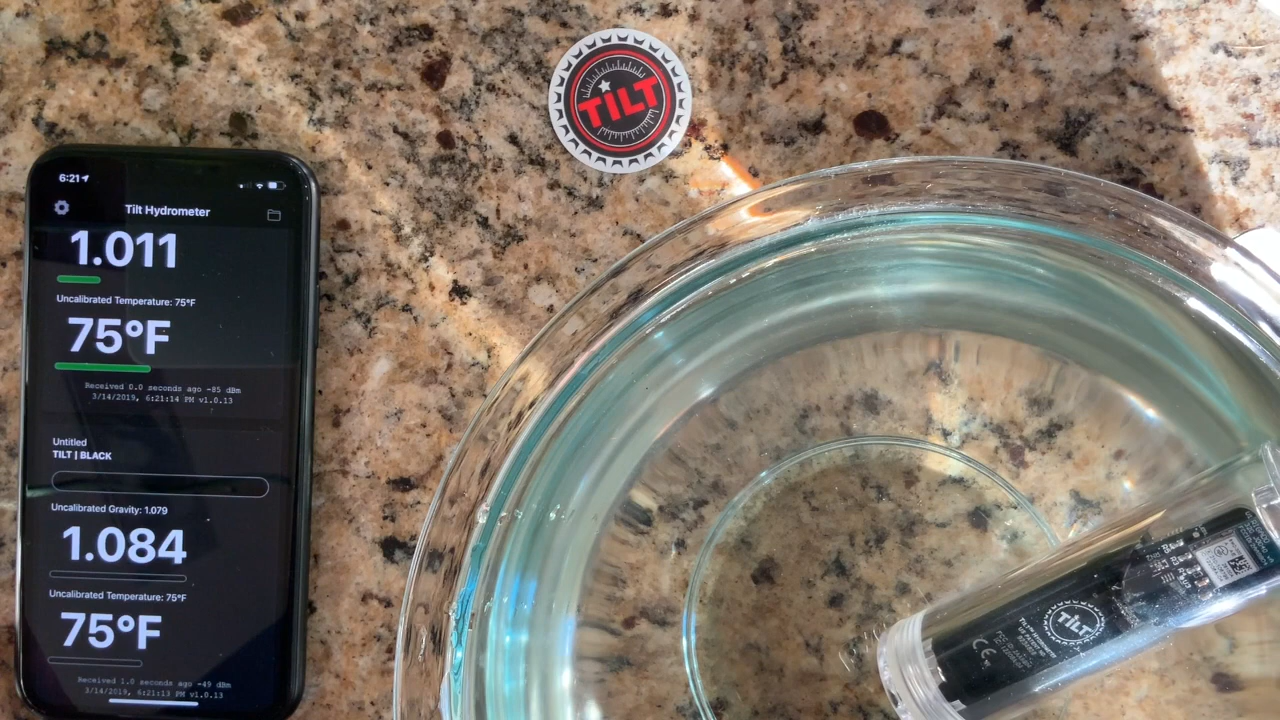 6:21
Tilt Hydrometer
1.011
Uncalibrated Temperature: 75°F
75°F
Received 0.0 seconds ago -85 dBm
3/14/2019, 6:21:14 PM v1.0.13
Untitled
TILT | BLACK
Uncalibrated Gravity: 1.079
1.084
Uncalibrated Temperature: 75°F
75°F
Received 1.0 seconds ago -49 dBm
3/14/2019, 6:21:13 PM v1.0.13
TILT
TILT
CE